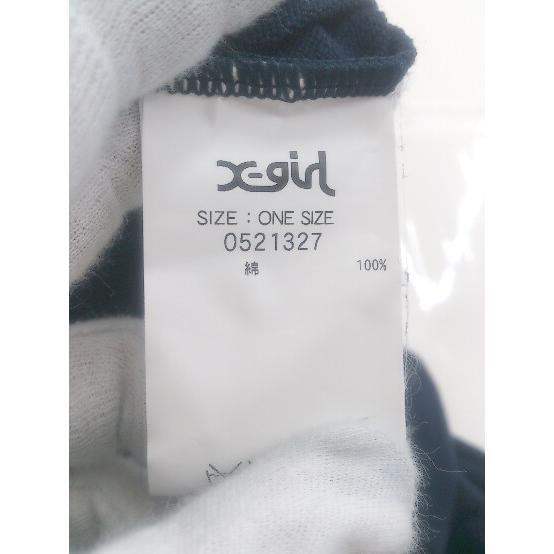 X-girl
SIZE : ONE SIZE
0521327
綿 100%